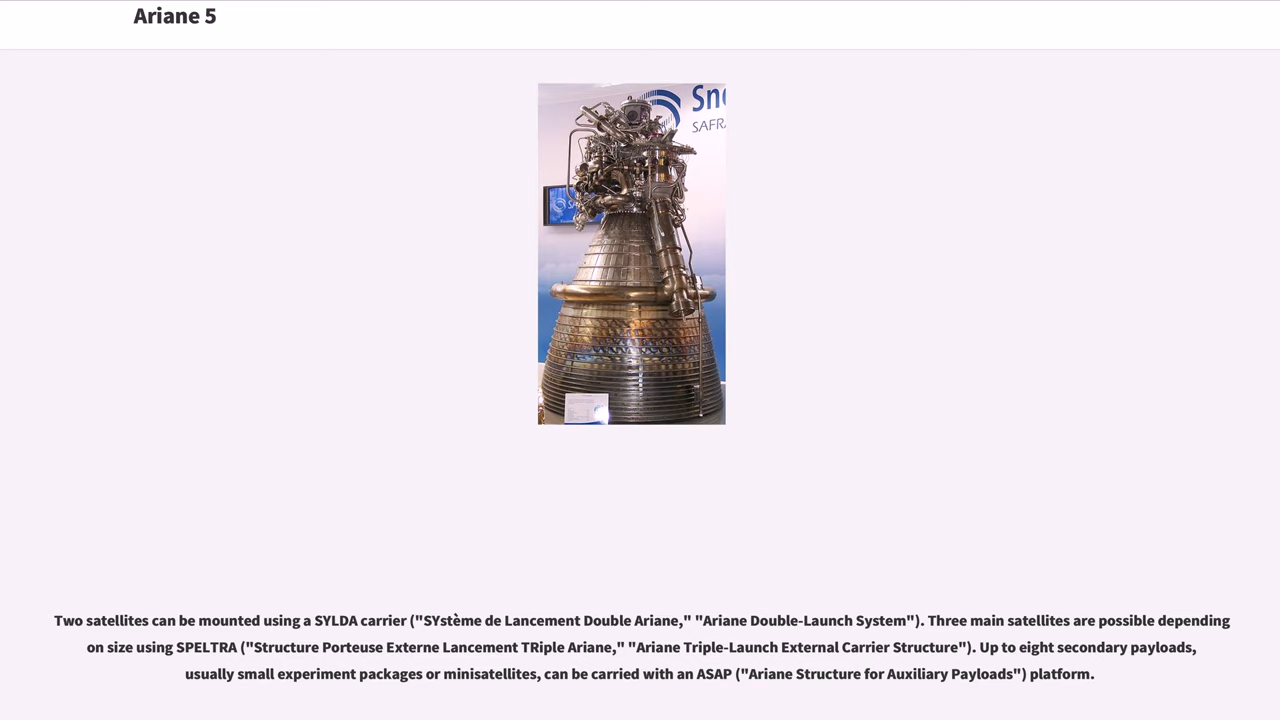 Ariane 5
SAFRA
Two satellites can be mounted using a SYLDA carrier ("SYstème de Lancement Double Ariane," "Ariane Double-Launch System"). Three main satellites are possible depending
on size using SPELTRA ("Structure Porteuse Externe Lancement TRiple Ariane," "Ariane Triple-Launch External Carrier Structure"). Up to eight secondary payloads,
usually small experiment packages or minisatellites, can be carried with an ASAP ("Ariane Structure for Auxiliary Payloads") platform.